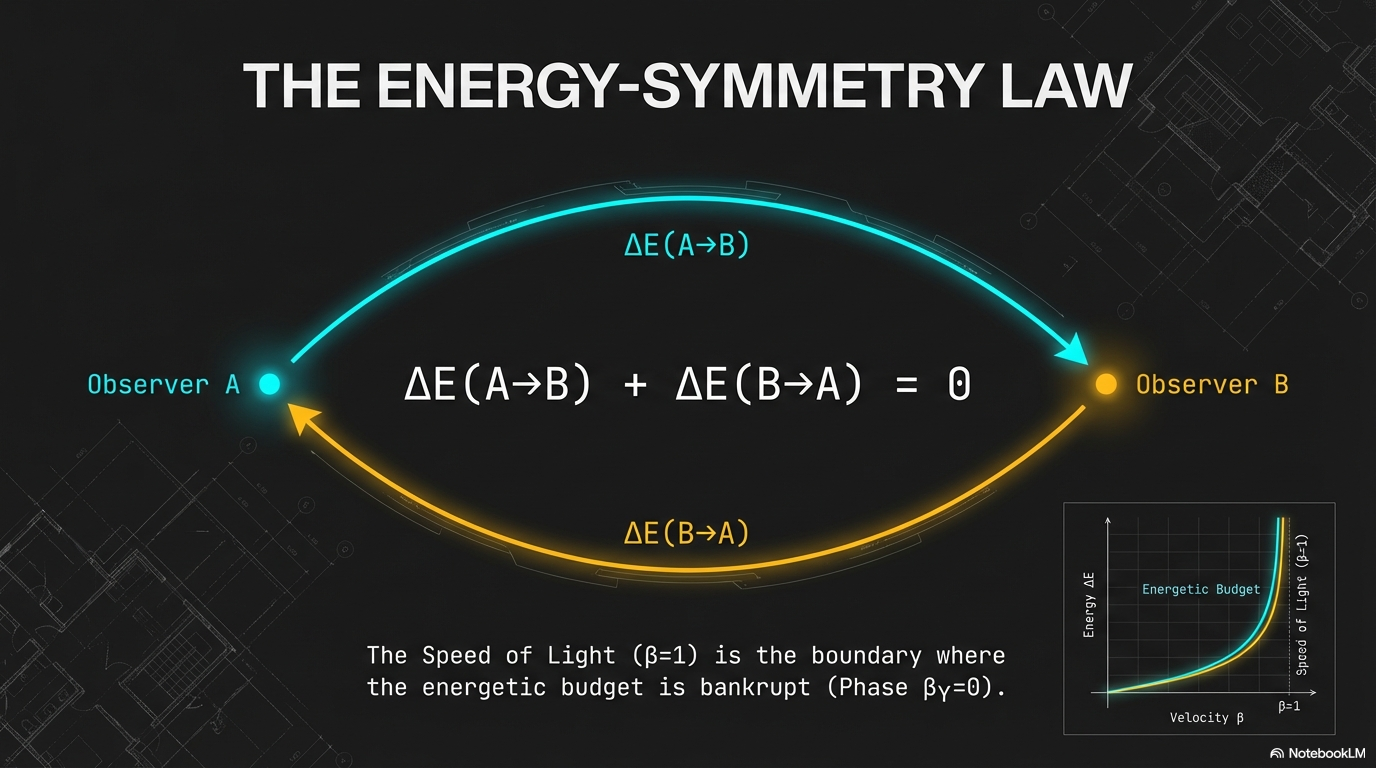 THE ENERGY-SYMMETRY LAW
ΔE(A→B)
Observer A
ΔE(A→B) + ΔE(B→A) = 0
Observer B
ΔE(B→A)
The Speed of Light (β=1) is the boundary where
the energetic budget is bankrupt (Phase βγ=0).
Energy ΔE
Energetic Budget
Speed of Light (β=1)
β=1
Velocity β
NotebookLM